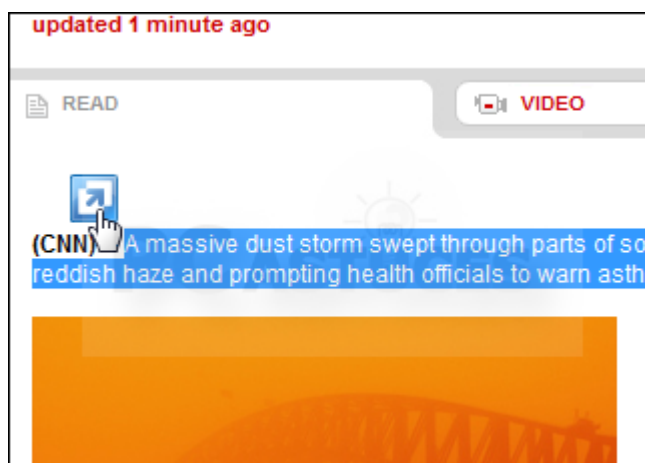 updated 1 minute ago
READ
VIDEO
(CNN) A massive dust storm swept through parts of so
reddish haze and prompting health officials to warn asth
PCASTUCES